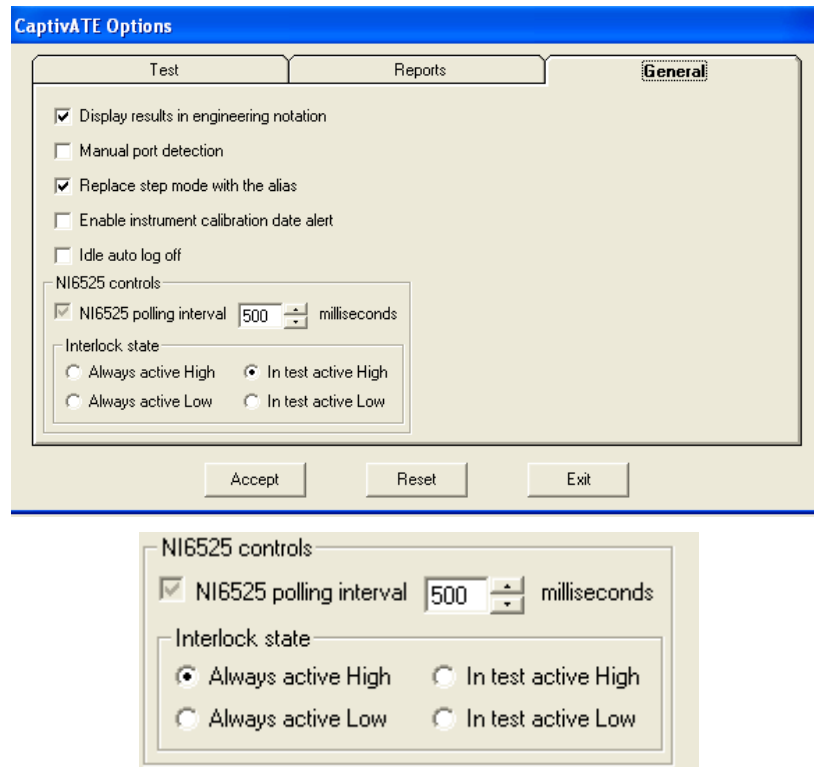 CaptivATE Options
Test Reports General
Display results in engineering notation
Manual port detection
Replace step mode with the alias
Enable instrument calibration date alert
Idle auto log off
NI6525 controls
NI6525 polling interval 500 milliseconds
Interlock state
Always active High In test active High
Always active Low In test active Low
Accept Reset Exit
NI6525 controls
NI6525 polling interval 500 milliseconds
Interlock state
Always active High In test active High
Always active Low In test active Low